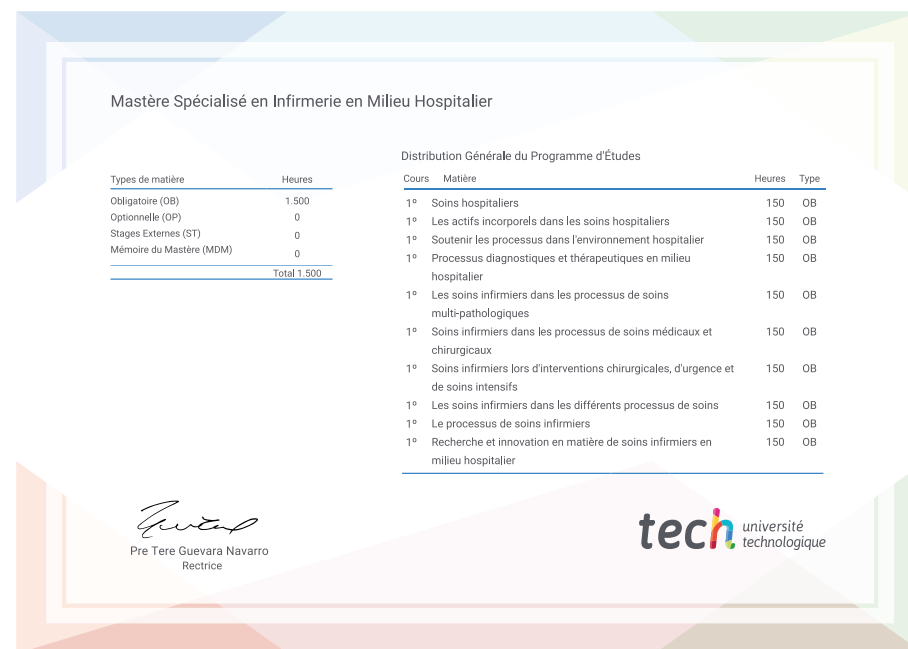 Mastère Spécialisé en Infirmerie en Milieu Hospitalier
Types de matière Heures
Obligatoire (OB) 1.500
Optionnelle (OP) 0
Stages Externes (ST) 0
Mémoire du Mastère (MDM) 0
Total 1.500
Distribution Générale du Programme d'Études
Cours Matière Heures Type
1º Soins hospitaliers 150 OB
1º Les actifs incorporels dans les soins hospitaliers 150 OB
1º Soutenir les processus dans l'environnement hospitalier 150 OB
1º Processus diagnostiques et thérapeutiques en milieu 150 OB
hospitalier
1º Les soins infirmiers dans les processus de soins 150 OB
multi-pathologiques
1º Soins infirmiers dans les processus de soins médicaux et 150 OB
chirurgicaux
1º Soins infirmiers lors d'interventions chirurgicales, d'urgence et 150 OB
de soins intensifs
1º Les soins infirmiers dans les différents processus de soins 150 OB
1º Le processus de soins infirmiers 150 OB
1º Recherche et innovation en matière de soins infirmiers en 150 OB
milieu hospitalier
Pre Tere Guevara Navarro
Rectrice
tech université
technologique